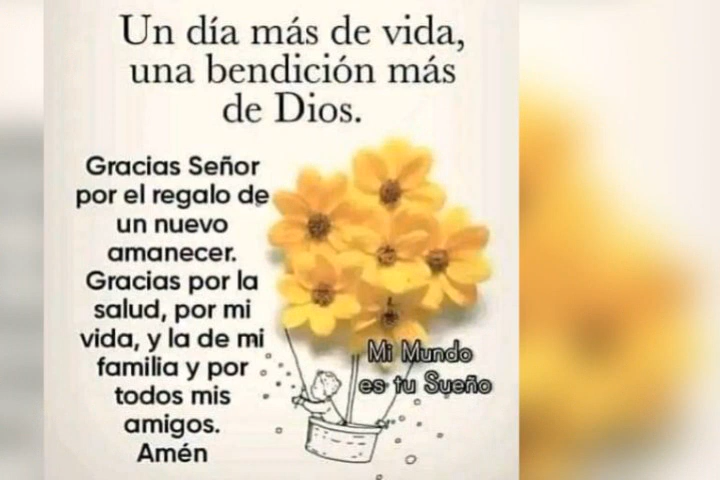 Un día más de vida,
una bendición más
de Dios.
Gracias Señor
por el regalo de
un nuevo
amanecer.
Gracias por la
salud, por mi
vida, y la de mi
familia y por
todos mis
amigos.
Amén
Mi Mundo
es tu Sueño